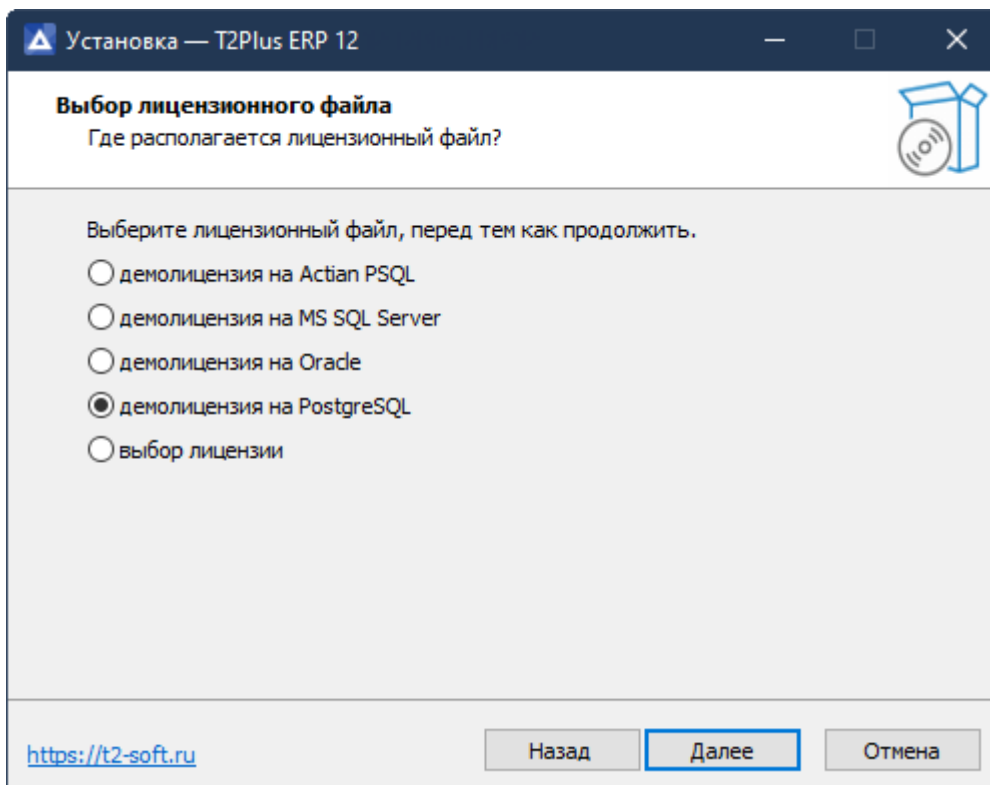 Установка — T2Plus ERP 12
Выбор лицензионного файла
Где располагается лицензионный файл?
Выберите лицензионный файл, перед тем как продолжить.
демолицензия на Actian PSQL
демолицензия на MS SQL Server
демолицензия на Oracle
демолицензия на PostgreSQL
выбор лицензии
https://t2-soft.ru
Назад
Далее
Отмена